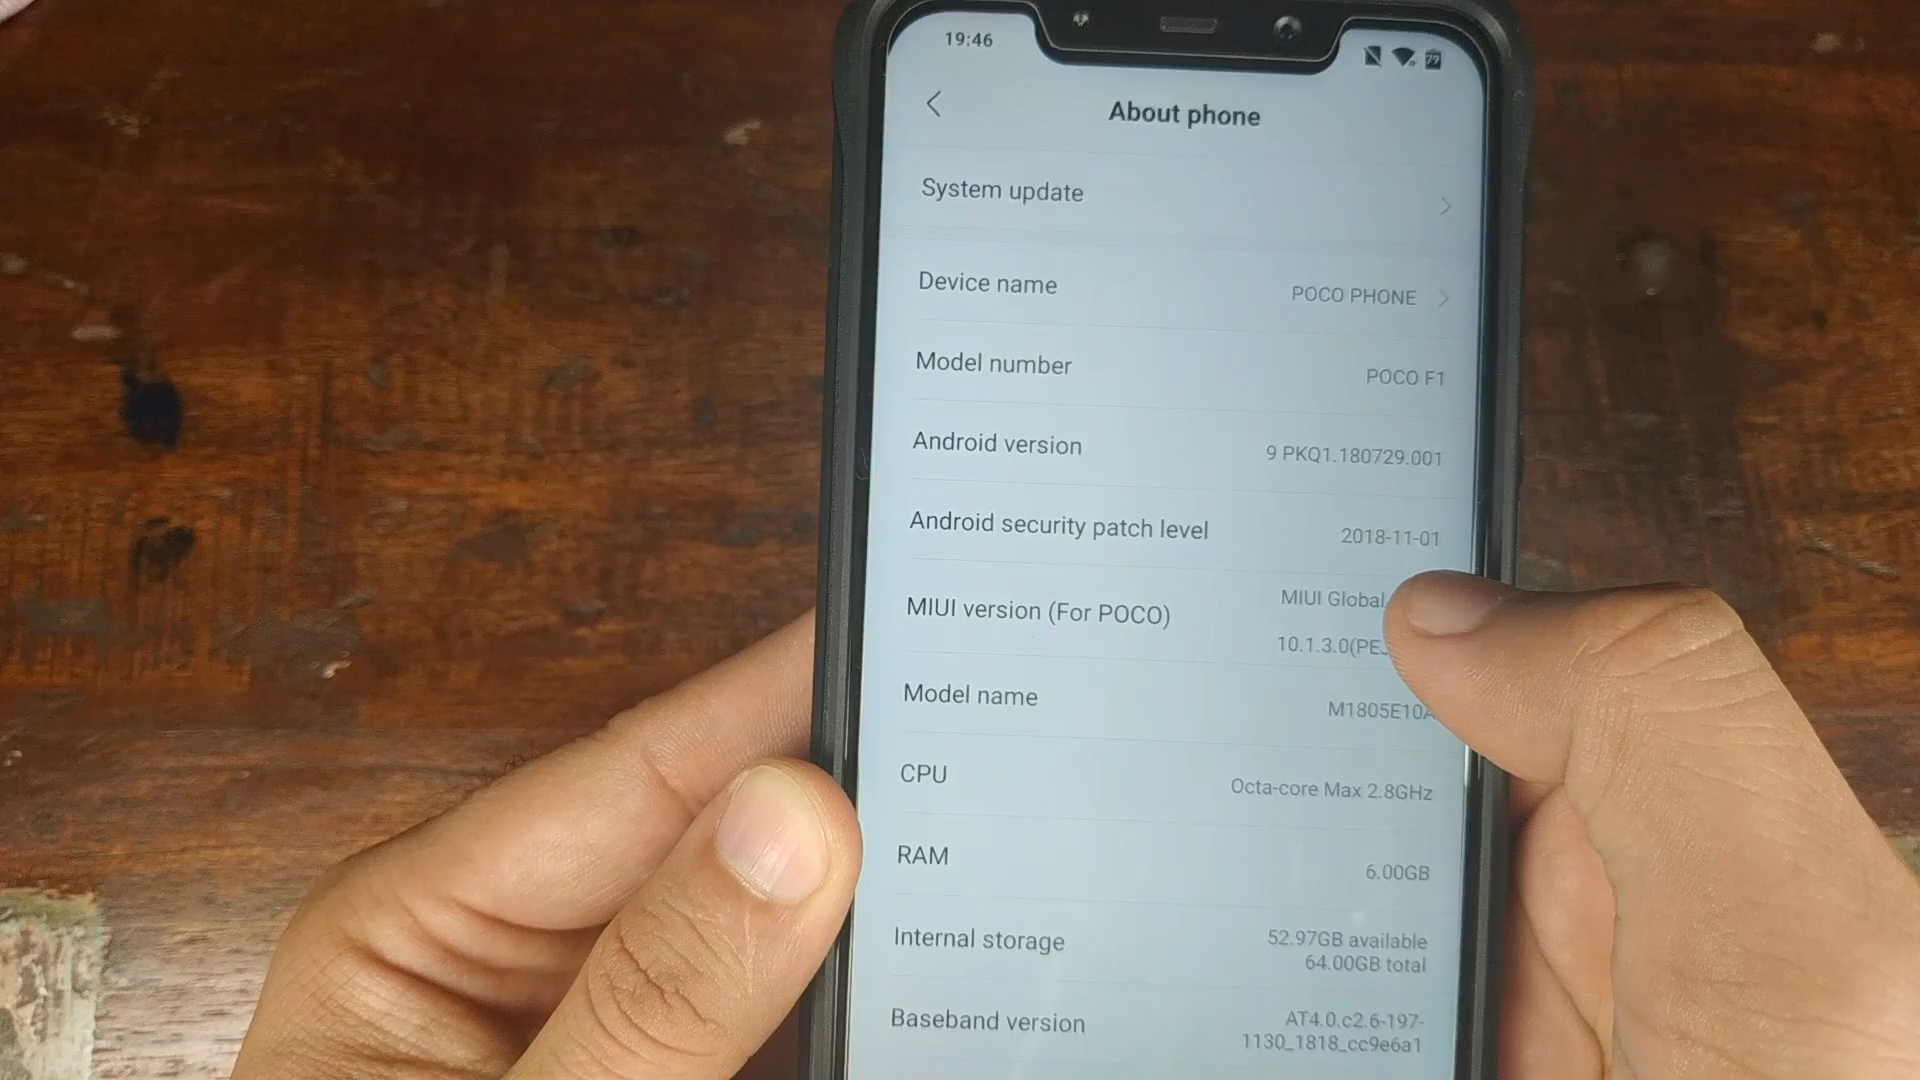 19:46
79
About phone
System update
Device name POCO PHONE
Model number POCO F1
Android version 9 PKQ1.180729.001
Android security patch level 2018-11-01
MIUI version (For POCO) MIUI Global
10.1.3.0(PEJ
Model name M1805E10A
CPU Octa-core Max 2.8GHz
RAM 6.00GB
Internal storage 52.97GB available
64.00GB total
Baseband version AT4.0.c2.6-197-
1130_1818_cc9e6a1